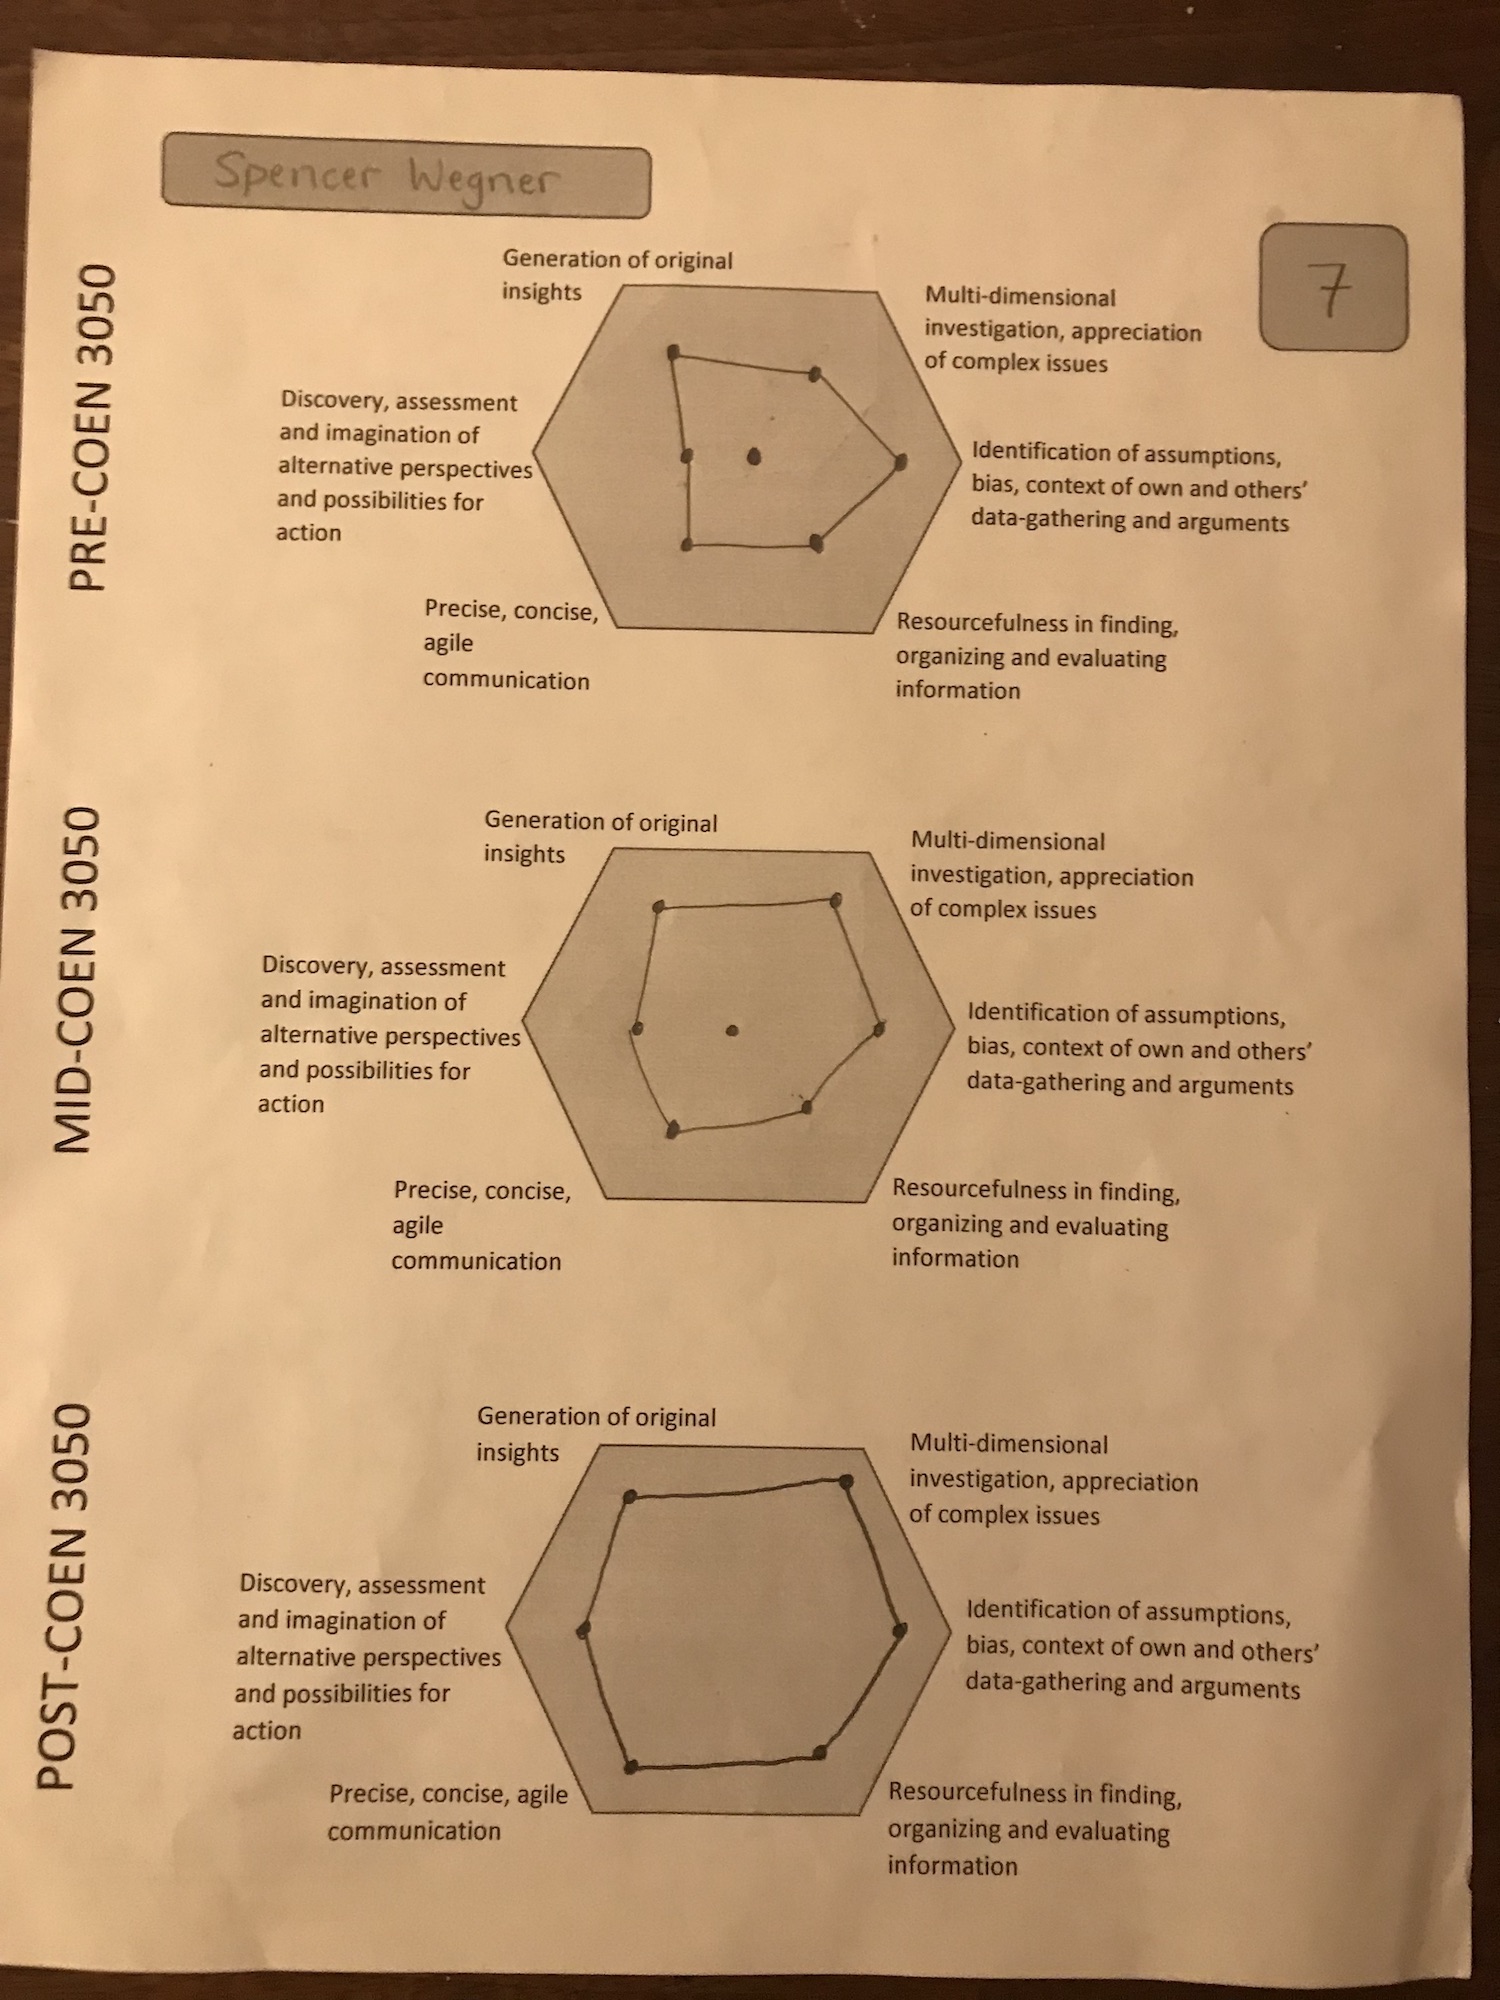 Spencer Wegner
7
PRE-COEN 3050
Generation of original
insights
Multi-dimensional
investigation, appreciation
of complex issues
Discovery, assessment
and imagination of
alternative perspectives
and possibilities for
action
Identification of assumptions,
bias, context of own and others’
data-gathering and arguments
Precise, concise,
agile
communication
Resourcefulness in finding,
organizing and evaluating
information
MID-COEN 3050
Generation of original
insights
Multi-dimensional
investigation, appreciation
of complex issues
Discovery, assessment
and imagination of
alternative perspectives
and possibilities for
action
Identification of assumptions,
bias, context of own and others’
data-gathering and arguments
Precise, concise,
agile
communication
Resourcefulness in finding,
organizing and evaluating
information
POST-COEN 3050
Generation of original
insights
Multi-dimensional
investigation, appreciation
of complex issues
Discovery, assessment
and imagination of
alternative perspectives
and possibilities for
action
Identification of assumptions,
bias, context of own and others’
data-gathering and arguments
Precise, concise, agile
communication
Resourcefulness in finding,
organizing and evaluating
information